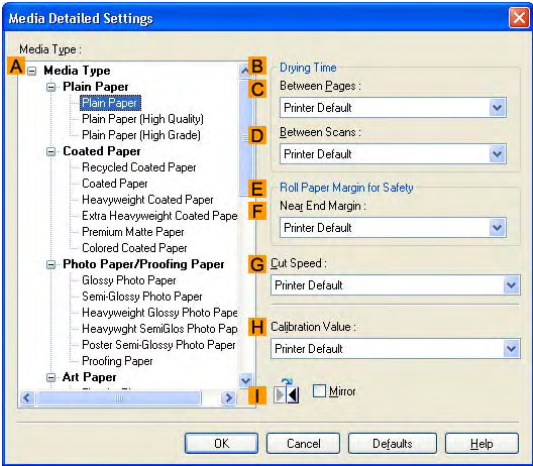 Media Detailed Settings
Media Type :
A
Media Type
Plain Paper
Plain Paper
Plain Paper (High Quality)
Plain Paper (High Grade)
Coated Paper
Recycled Coated Paper
Coated Paper
Heavyweight Coated Paper
Extra Heavyweight Coated Pape
Premium Matte Paper
Colored Coated Paper
Photo Paper/Proofing Paper
Glossy Photo Paper
Semi-Glossy Photo Paper
Heavyweight Glossy Photo Pape
Heavywght SemiGlos Photo Pap
Poster Semi-Glossy Photo Pape
Proofing Paper
Art Paper
B Drying Time
C Between Pages :
Printer Default
D Between Scans :
Printer Default
E Roll Paper Margin for Safety
F Near End Margin :
Printer Default
G Cut Speed :
Printer Default
H Calibration Value :
Printer Default
I Mirror
OK Cancel Defaults Help